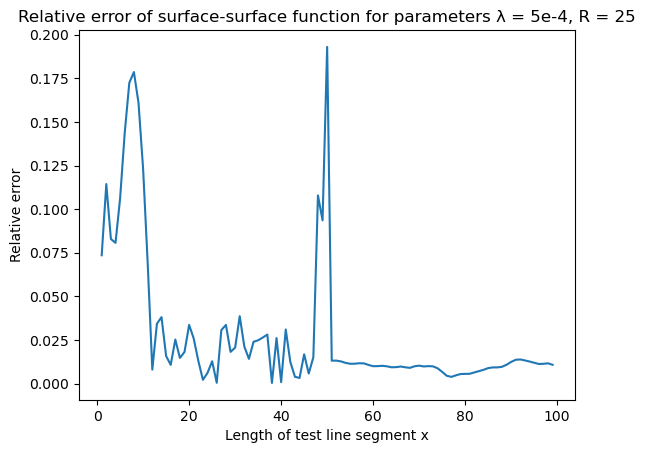 Relative error of surface-surface function for parameters λ = 5e-4, R = 25
0.200
0.175
0.150
0.125
0.100
0.075
0.050
0.025
0.000
Relative error
0 20 40 60 80 100
Length of test line segment x